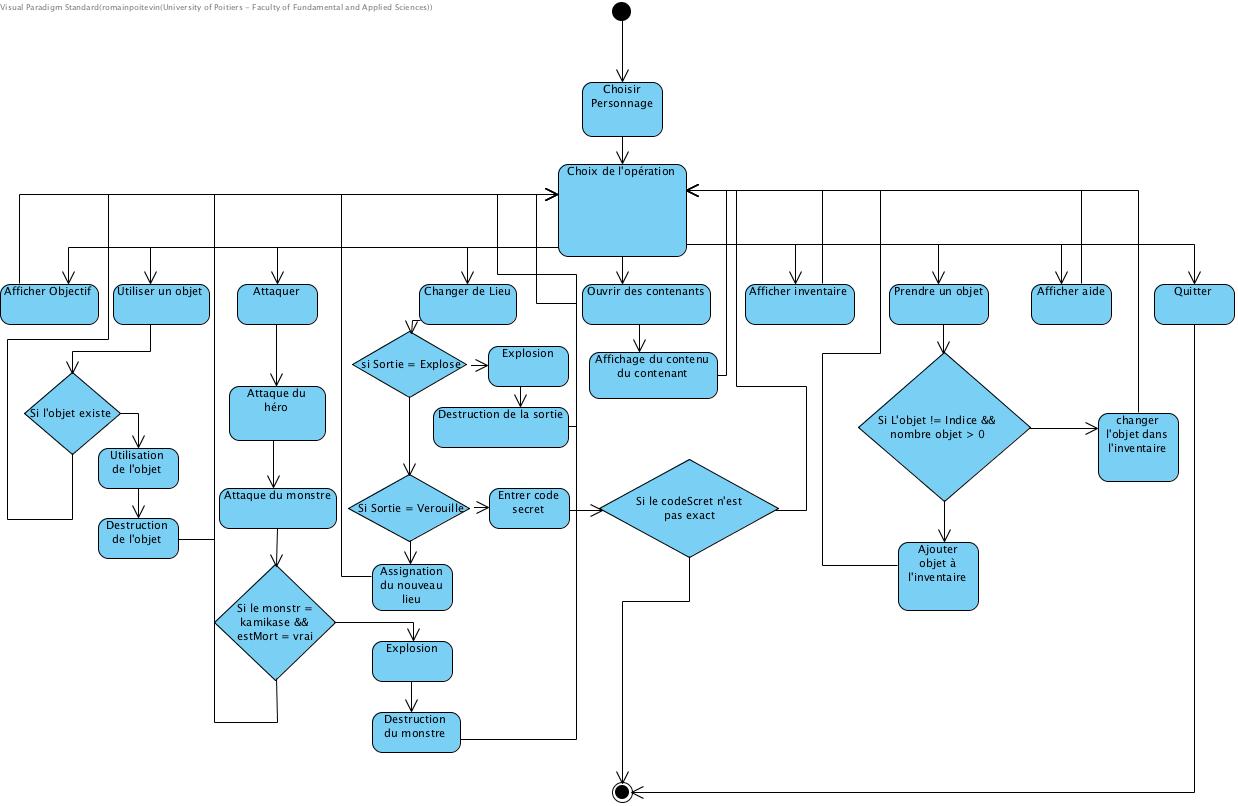 Visual Paradigm Standard(romainpoitevin(University of Poitiers - Faculty of Fundamental and Applied Sciences))
Choisir
Personnage
Choix de l'opération
Afficher Objectif
Utiliser un objet
Attaquer
Changer de Lieu
Ouvrir des contenants
Afficher inventaire
Prendre un objet
Afficher aide
Quitter
si Sortie = Explose
Explosion
Affichage du contenu
du contenant
Si l'objet existe
Attaque du
héro
Destruction de la sortie
Si L'objet != Indice &&
nombre objet > 0
changer
l'objet dans
l'inventaire
Utilisation
de l'objet
Attaque du monstre
Si Sortie = Verouille
Entrer code
secret
Si le codeScret n'est
pas exact
Destruction
de l'objet
Ajouter
objet à
l'inventaire
Assignation
du nouveau
lieu
Si le monstr =
kamikase &&
estMort = vrai
Explosion
Destruction
du monstre